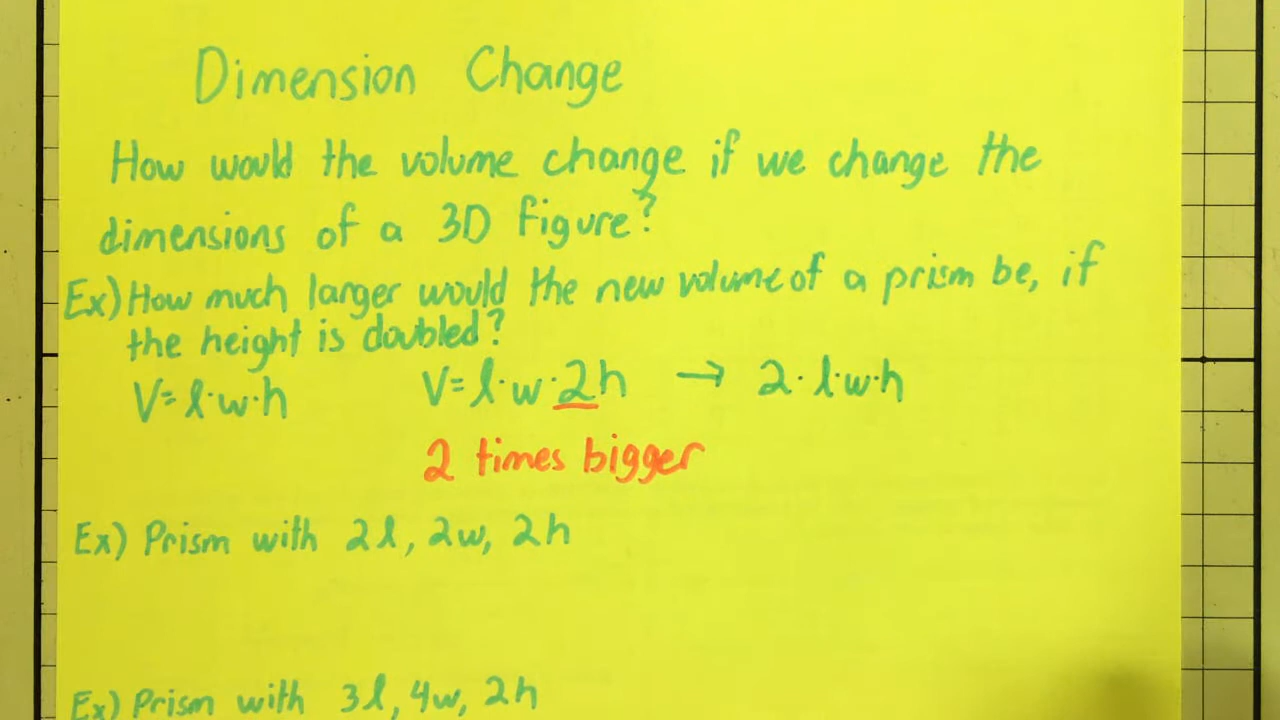 Dimension Change
How would the volume change if we change the
dimensions of a 3D figure?
Ex) How much larger would the new volume of a prism be, if
the height is doubled?
V=l·w·h V=l·w·2h → 2·l·w·h
2 times bigger
Ex) Prism with 2l, 2w, 2h
Ex) Prism with 3l, 4w, 2h